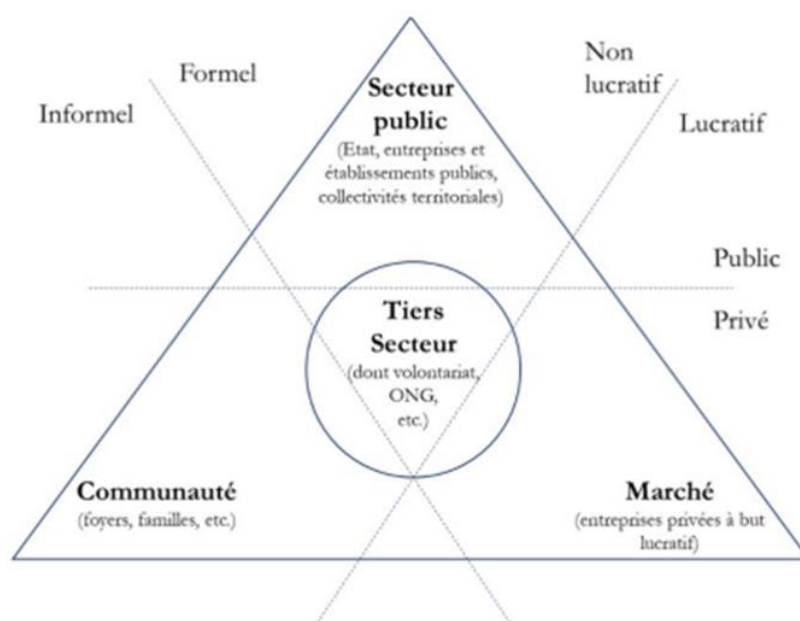 Non
lucratif
Formel
Informel
Lucratif
Secteur
public
(Etat, entreprises et
établissements publics,
collectivités territoriales)
Public
Privé
Tiers
Secteur
(dont volontariat,
ONG,
etc.)
Communauté
(foyers, familles, etc.)
Marché
(entreprises privées à but
lucratif)